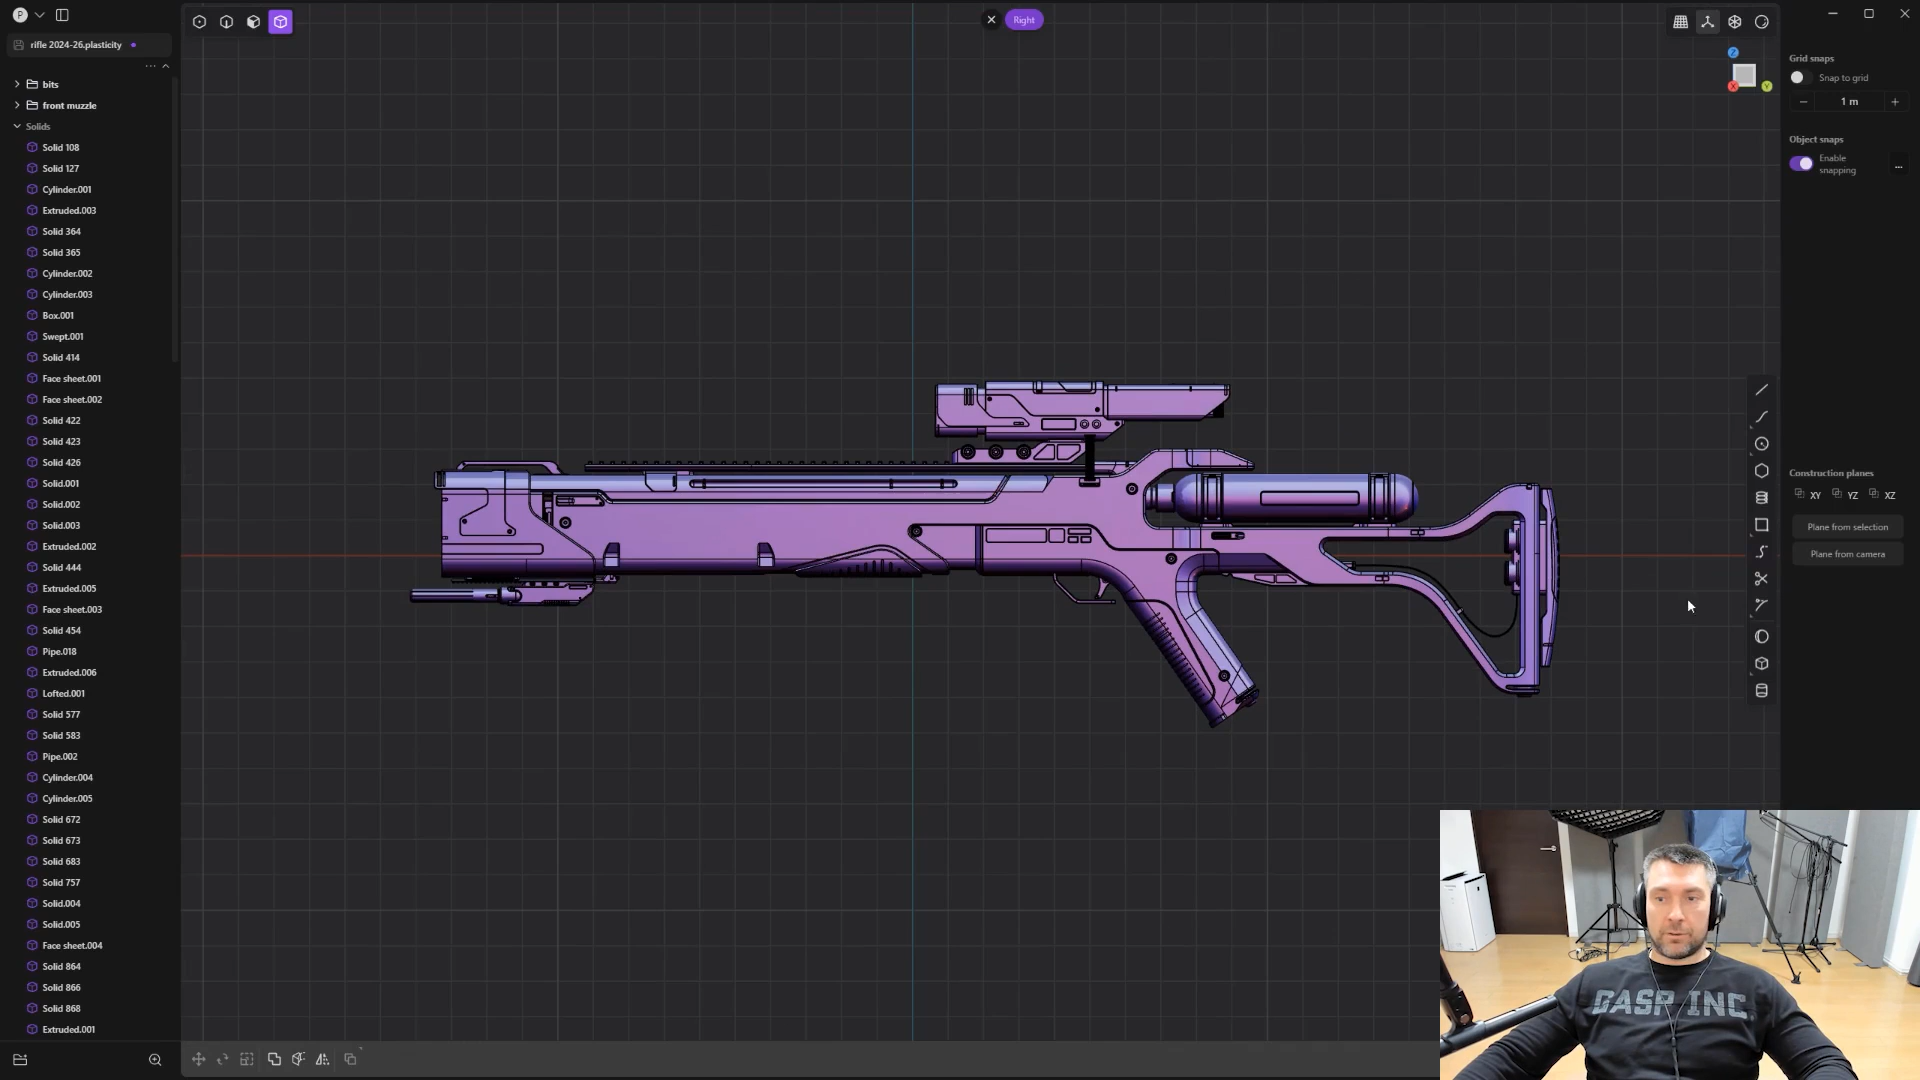 P
rifle 2024-26.plasticity
bits
front muzzle
Solids
Solid 108
Solid 127
Cylinder.001
Extruded.003
Solid 364
Solid 365
Cylinder.002
Cylinder.003
Box.001
Swept.001
Solid 414
Face sheet.001
Face sheet.002
Solid 422
Solid 423
Solid 426
Solid.001
Solid.002
Solid.003
Extruded.002
Solid 444
Extruded.005
Face sheet.003
Solid 454
Pipe.018
Extruded.006
Lofted.001
Solid 577
Solid 583
Pipe.002
Cylinder.004
Cylinder.005
Solid 672
Solid 673
Solid 683
Solid 757
Solid.004
Solid.005
Face sheet.004
Solid 864
Solid 866
Solid 868
Extruded.001
Right
Z
X
Y
Grid snaps
Snap to grid
1 m
Object snaps
Enable
snapping
Construction planes
XY YZ XZ
Plane from selection
Plane from camera
GASP INC.